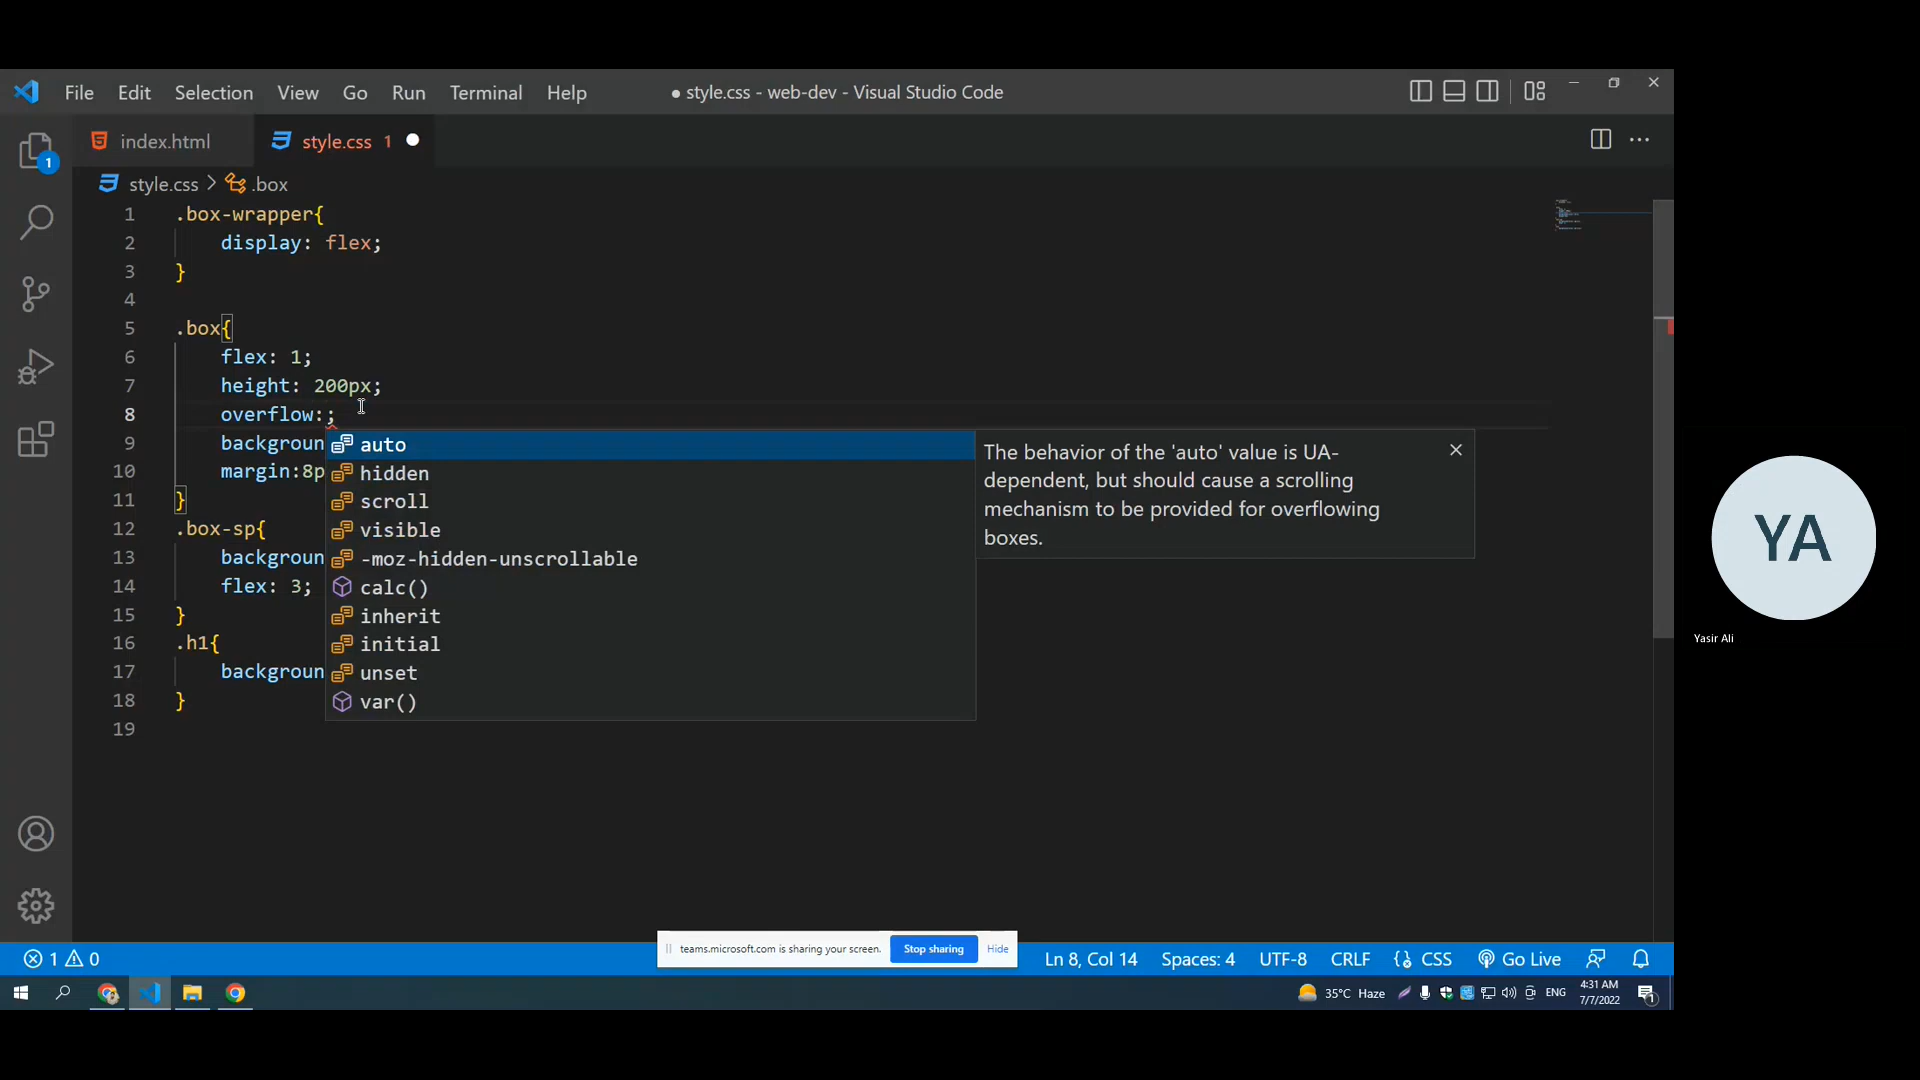 File Edit Selection View Go Run Terminal Help ● style.css - web-dev - Visual Studio Code
1
index.html style.css 1
style.css > .box
1 .box-wrapper{
2 display: flex;
3 }
4
5 .box{
6 flex: 1;
7 height: 200px;
8 overflow:;
9 backgroun
10 margin:8p
11 }
12 .box-sp{
13 backgroun
14 flex: 3;
15 }
16 .h1{
17 backgroun
18 }
19
auto
hidden
scroll
visible
-moz-hidden-unscrollable
calc()
inherit
initial
unset
var()
The behavior of the 'auto' value is UA-
dependent, but should cause a scrolling
mechanism to be provided for overflowing
boxes.
YA
Yasir Ali
teams.microsoft.com is sharing your screen. Stop sharing Hide
1 0 Ln 8, Col 14 Spaces: 4 UTF-8 CRLF {} CSS Go Live
35°C Haze ENG 4:31 AM
7/7/2022
1